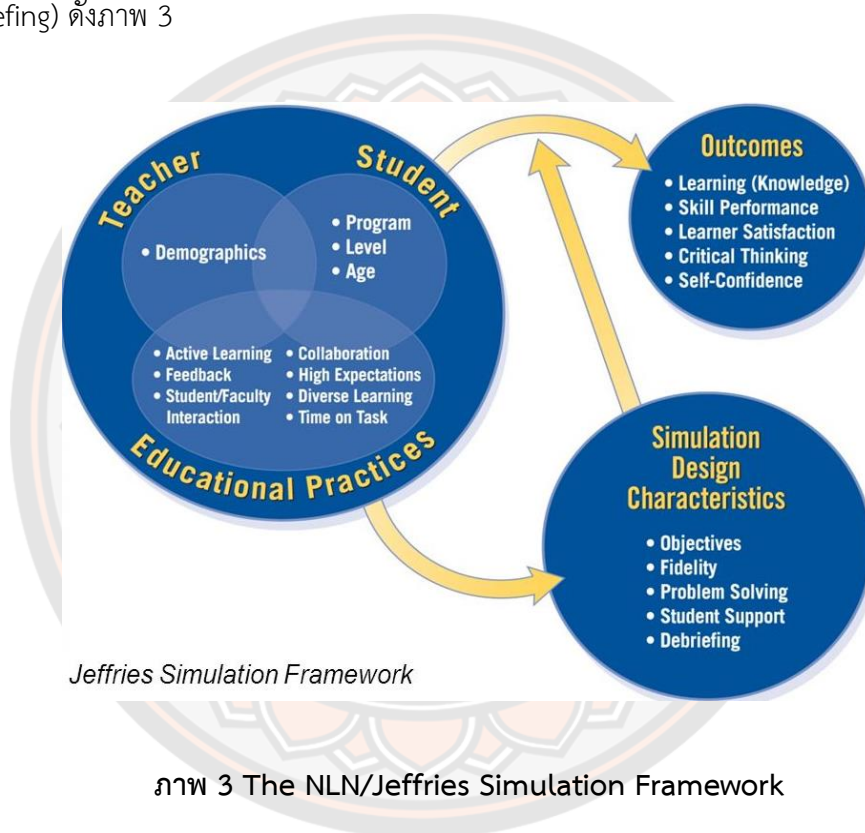 efing) ดังภาพ 3
Teacher
Student
• Demographics
• Program
• Level
• Age
• Active Learning
• Feedback
• Student/Faculty
Interaction
• Collaboration
• High Expectations
• Diverse Learning
• Time on Task
Educational Practices
Outcomes
• Learning (Knowledge)
• Skill Performance
• Learner Satisfaction
• Critical Thinking
• Self-Confidence
Simulation
Design
Characteristics
• Objectives
• Fidelity
• Problem Solving
• Student Support
• Debriefing
Jeffries Simulation Framework
ภาพ 3 The NLN/Jeffries Simulation Framework